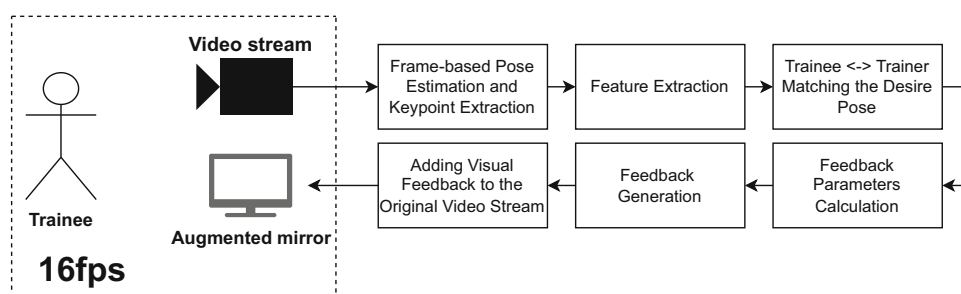 Video stream
Trainee
Augmented mirror
16fps
Frame-based Pose
Estimation and
Keypoint Extraction
Feature Extraction
Trainee <-> Trainer
Matching the Desire
Pose
Adding Visual
Feedback to the
Original Video Stream
Feedback
Generation
Feedback
Parameters
Calculation